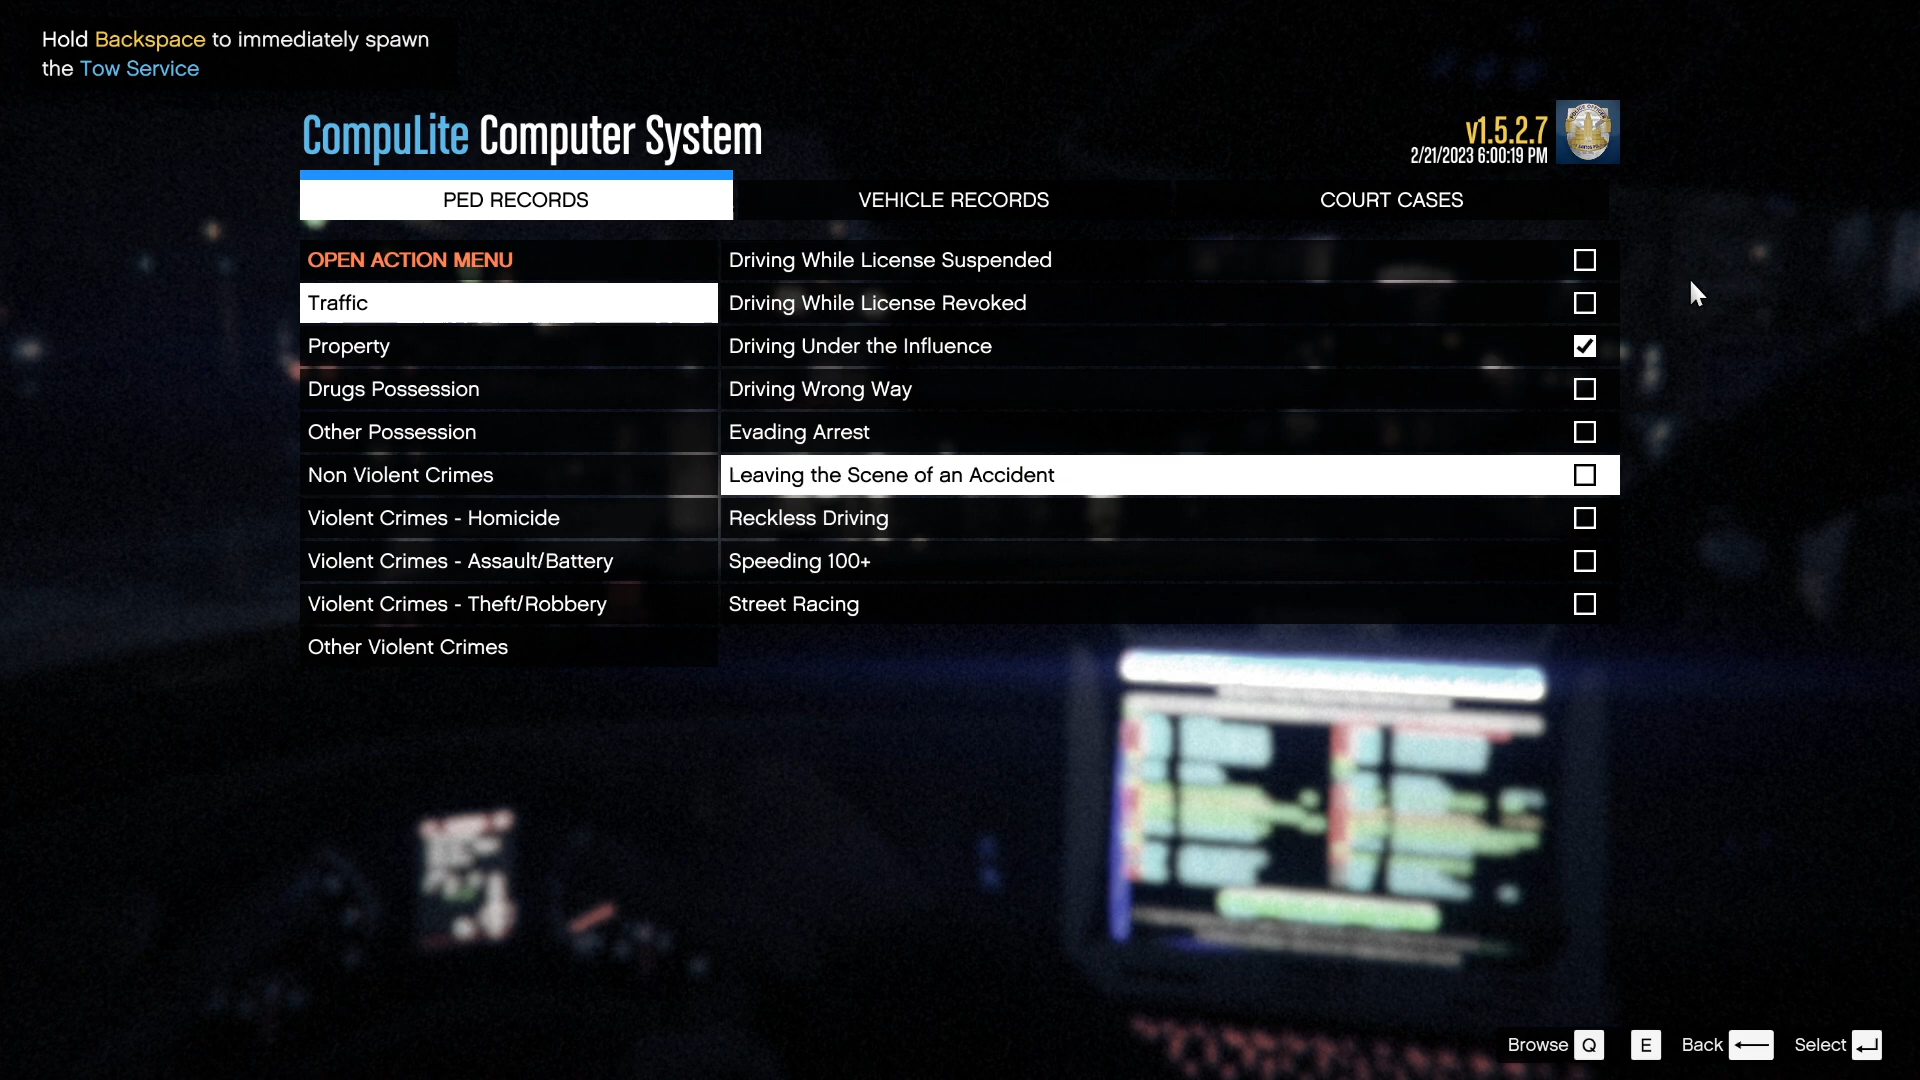 Hold Backspace to immediately spawn
the Tow Service
CompuLite Computer System
v1.5.2.7
2/21/2023 6:00:19 PM
PED RECORDS
VEHICLE RECORDS
COURT CASES
OPEN ACTION MENU
Traffic
Property
Drugs Possession
Other Possession
Non Violent Crimes
Violent Crimes - Homicide
Violent Crimes - Assault/Battery
Violent Crimes - Theft/Robbery
Other Violent Crimes
Driving While License Suspended
Driving While License Revoked
Driving Under the Influence
Driving Wrong Way
Evading Arrest
Leaving the Scene of an Accident
Reckless Driving
Speeding 100+
Street Racing
Browse Q E Back Select